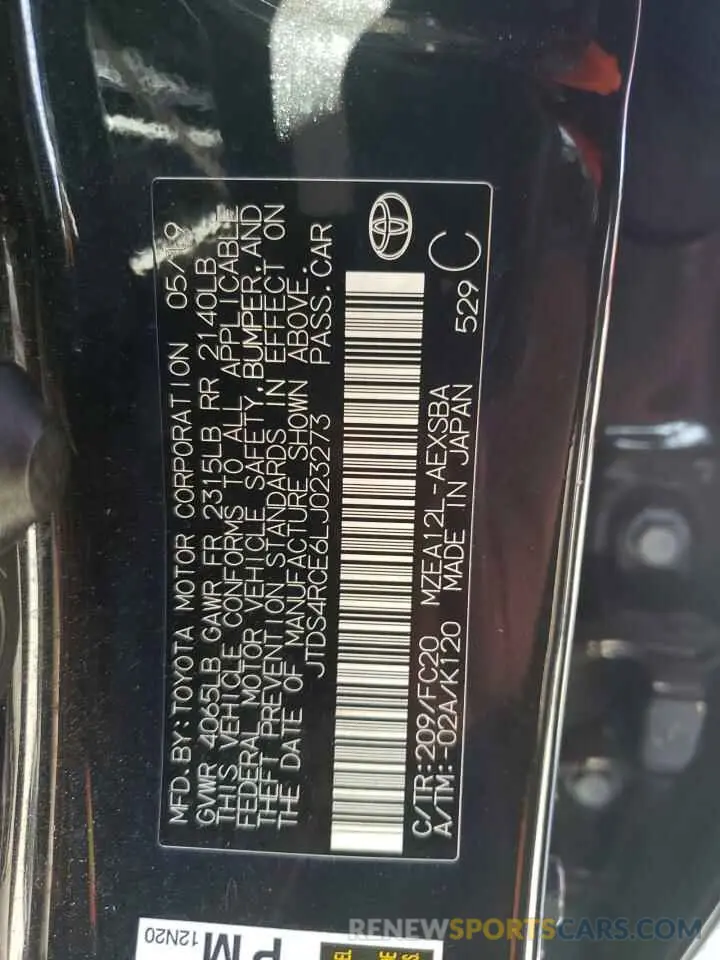 MFD.BY:TOYOTA MOTOR CORPORATION 05/19
GVWR 4065LB GAWR FR 2315LB RR 2140LB
THIS VEHICLE CONFORMS TO ALL APPLICABLE
FEDERAL MOTOR VEHICLE SAFETY,BUMPER,AND
THEFT PREVENTION STANDARDS IN EFFECT ON
THE DATE OF MANUFACTURE SHOWN ABOVE.
JTDS4RCE6LJ023273 PASS.CAR
C/TR:209/FC20 MZEA12L-AEXSBA
A/TM:-02A/K120 MADE IN JAPAN 529 C
PM
12N20
RENEWSPORTSCARS.COM